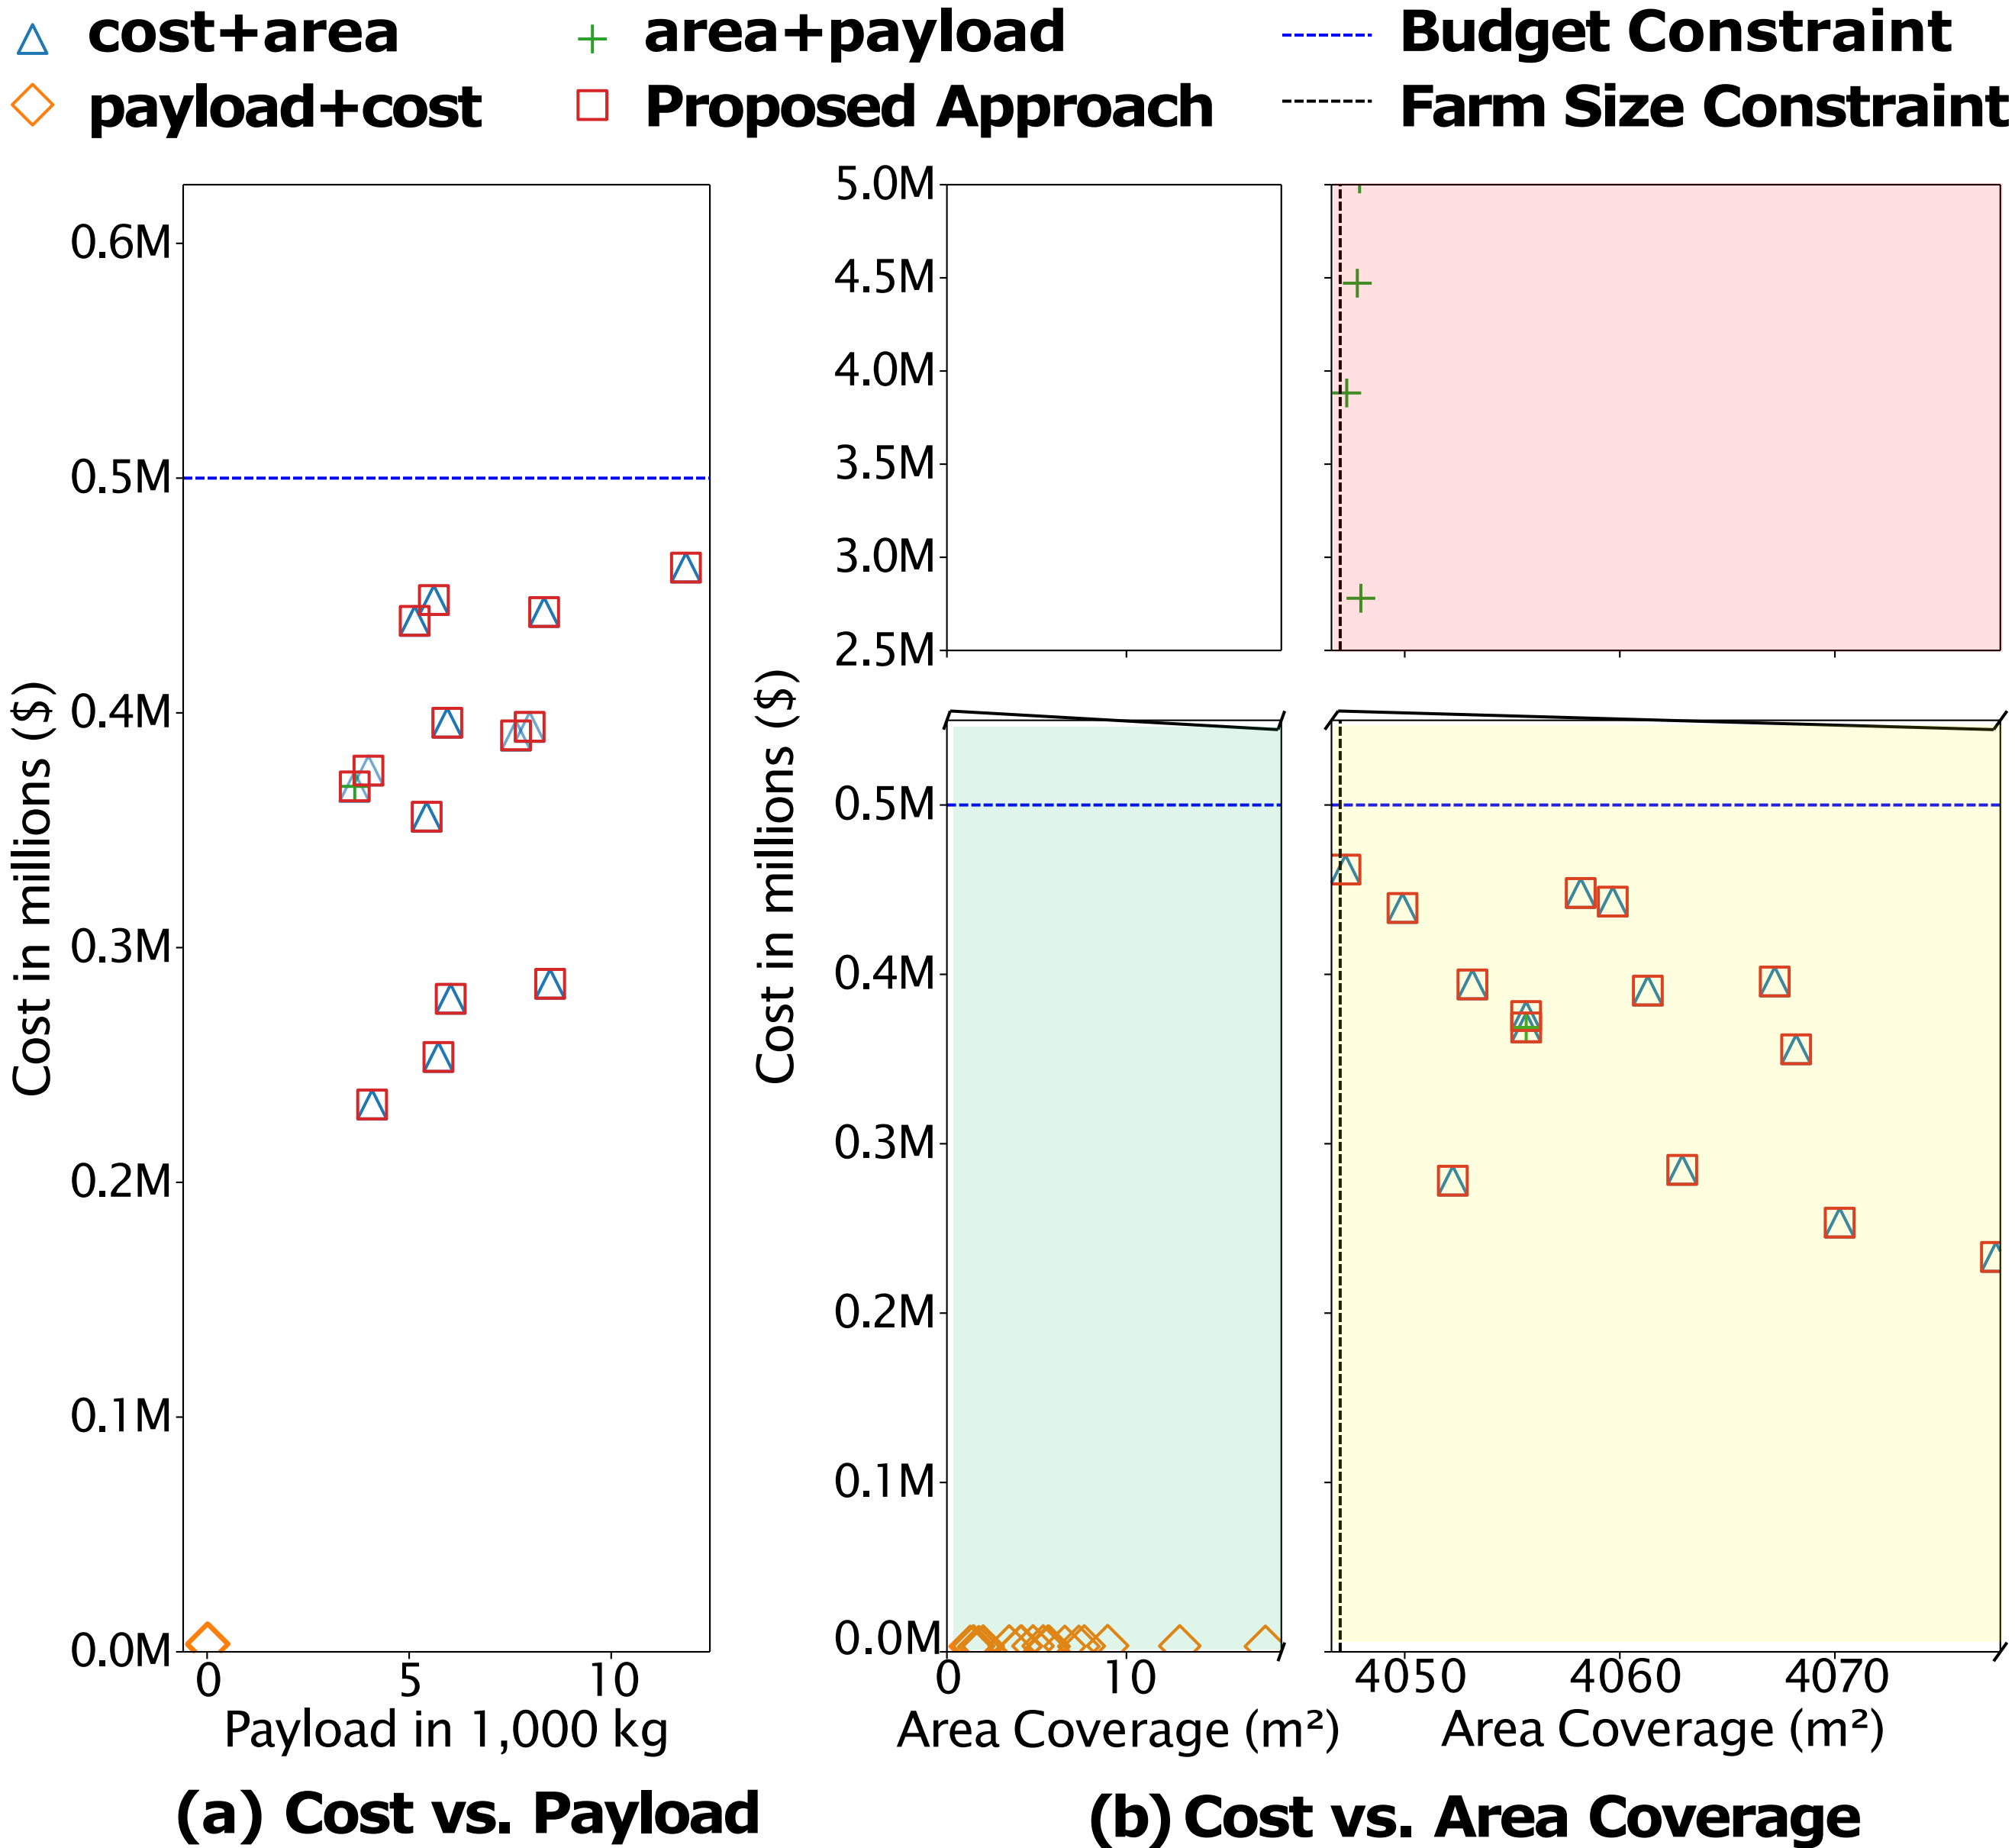 cost+area
area+payload
Budget Constraint
payload+cost
Proposed Approach
Farm Size Constraint
Cost in millions ($)
0.6M
0.5M
0.4M
0.3M
0.2M
0.1M
0.0M
0
5
10
Payload in 1,000 kg
(a) Cost vs. Payload
Cost in millions ($)
5.0M
4.5M
4.0M
3.5M
3.0M
2.5M
0.5M
0.4M
0.3M
0.2M
0.1M
0.0M
0
10
Area Coverage (m²)
4050
4060
4070
Area Coverage (m²)
(b) Cost vs. Area Coverage